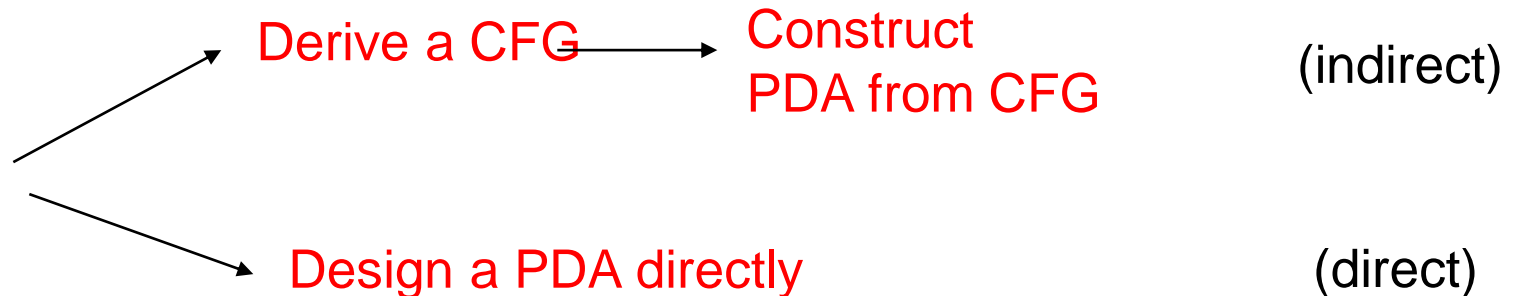 Derive a CFG
Construct
PDA from CFG
(indirect)
Design a PDA directly
(direct)